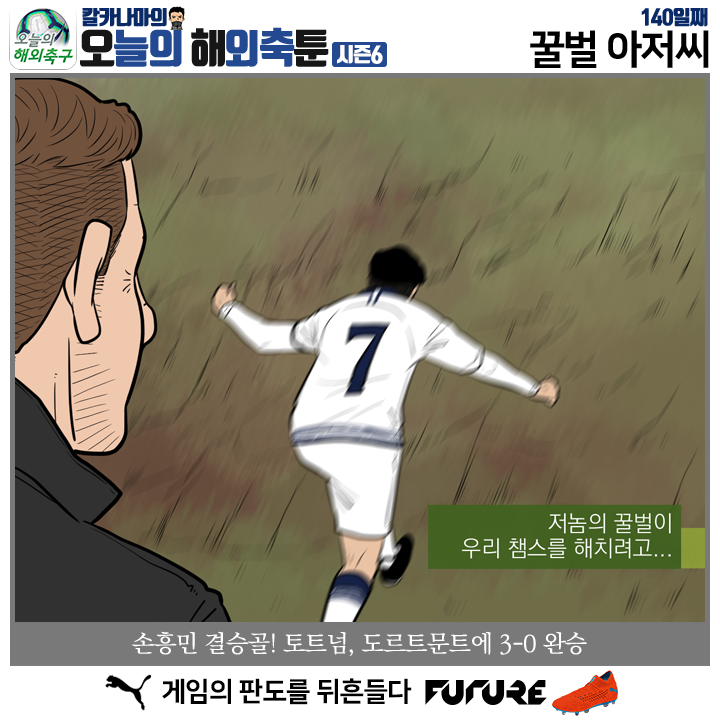 오늘의
해외축구
칼카나마의
오늘의 해외축툰
시즌6
140일째
꿀벌 아저씨
7
저놈의 꿀벌이
우리 챔스를 해치려고...
손흥민 결승골! 토트넘, 도르트문트에 3-0 완승
게임의 판도를 뒤흔들다 FUTURE